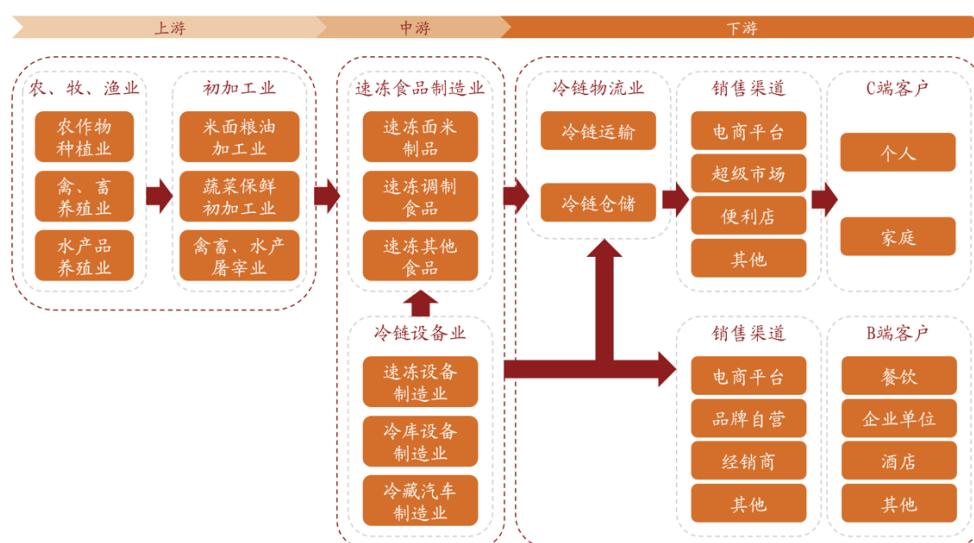 上游
中游
下游
农、牧、渔业
农作物
种植业
禽、畜
养殖业
水产品
养殖业
初加工业
米面粮油
加工业
蔬菜保鲜
初加工业
禽畜、水产
屠宰业
速冻食品制造业
速冻面米
制品
速冻调制
食品
速冻其他
食品
冷链设备业
速冻设备
制造业
冷库设备
制造业
冷藏汽车
制造业
冷链物流业
冷链运输
冷链仓储
销售渠道
电商平台
超级市场
便利店
其他
C端客户
个人
家庭
销售渠道
电商平台
品牌自营
经销商
其他
B端客户
餐饮
企业单位
酒店
其他